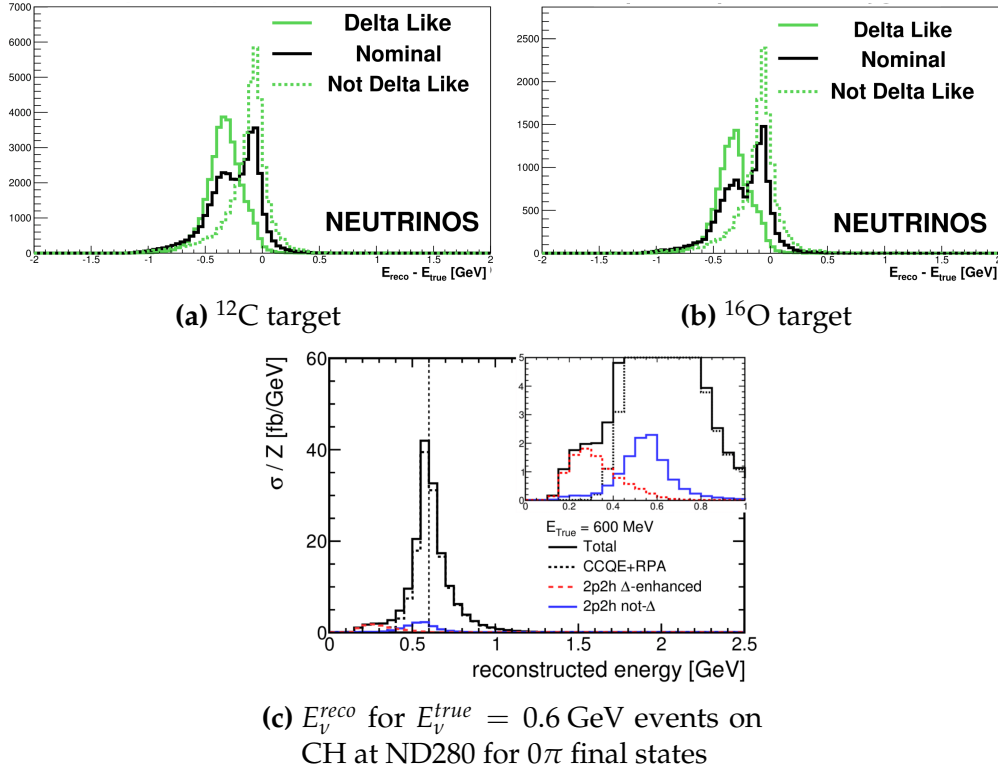 7000
6000
5000
4000
3000
2000
1000
0
Delta Like
Nominal
Not Delta Like
NEUTRINOS
-2 -1.5 -1 -0.5 0 0.5 1 1.5 2
E_reco - E_true [GeV]
(a) ¹²C target
2500
2000
1500
1000
500
0
Delta Like
Nominal
Not Delta Like
NEUTRINOS
-2 -1.5 -1 -0.5 0 0.5 1 1.5 2
E_reco - E_true [GeV]
(b) ¹⁶O target
σ / Z [fb/GeV]
60
40
20
0
0 0.5 1 1.5 2 2.5
reconstructed energy [GeV]
5
4
3
2
1
0
0 0.2 0.4 0.6 0.8 1
E_True = 600 MeV
Total
CCQE+RPA
2p2h Δ-enhanced
2p2h not-Δ
(c) E_ν^reco for E_ν^true = 0.6 GeV events on
CH at ND280 for 0π final states